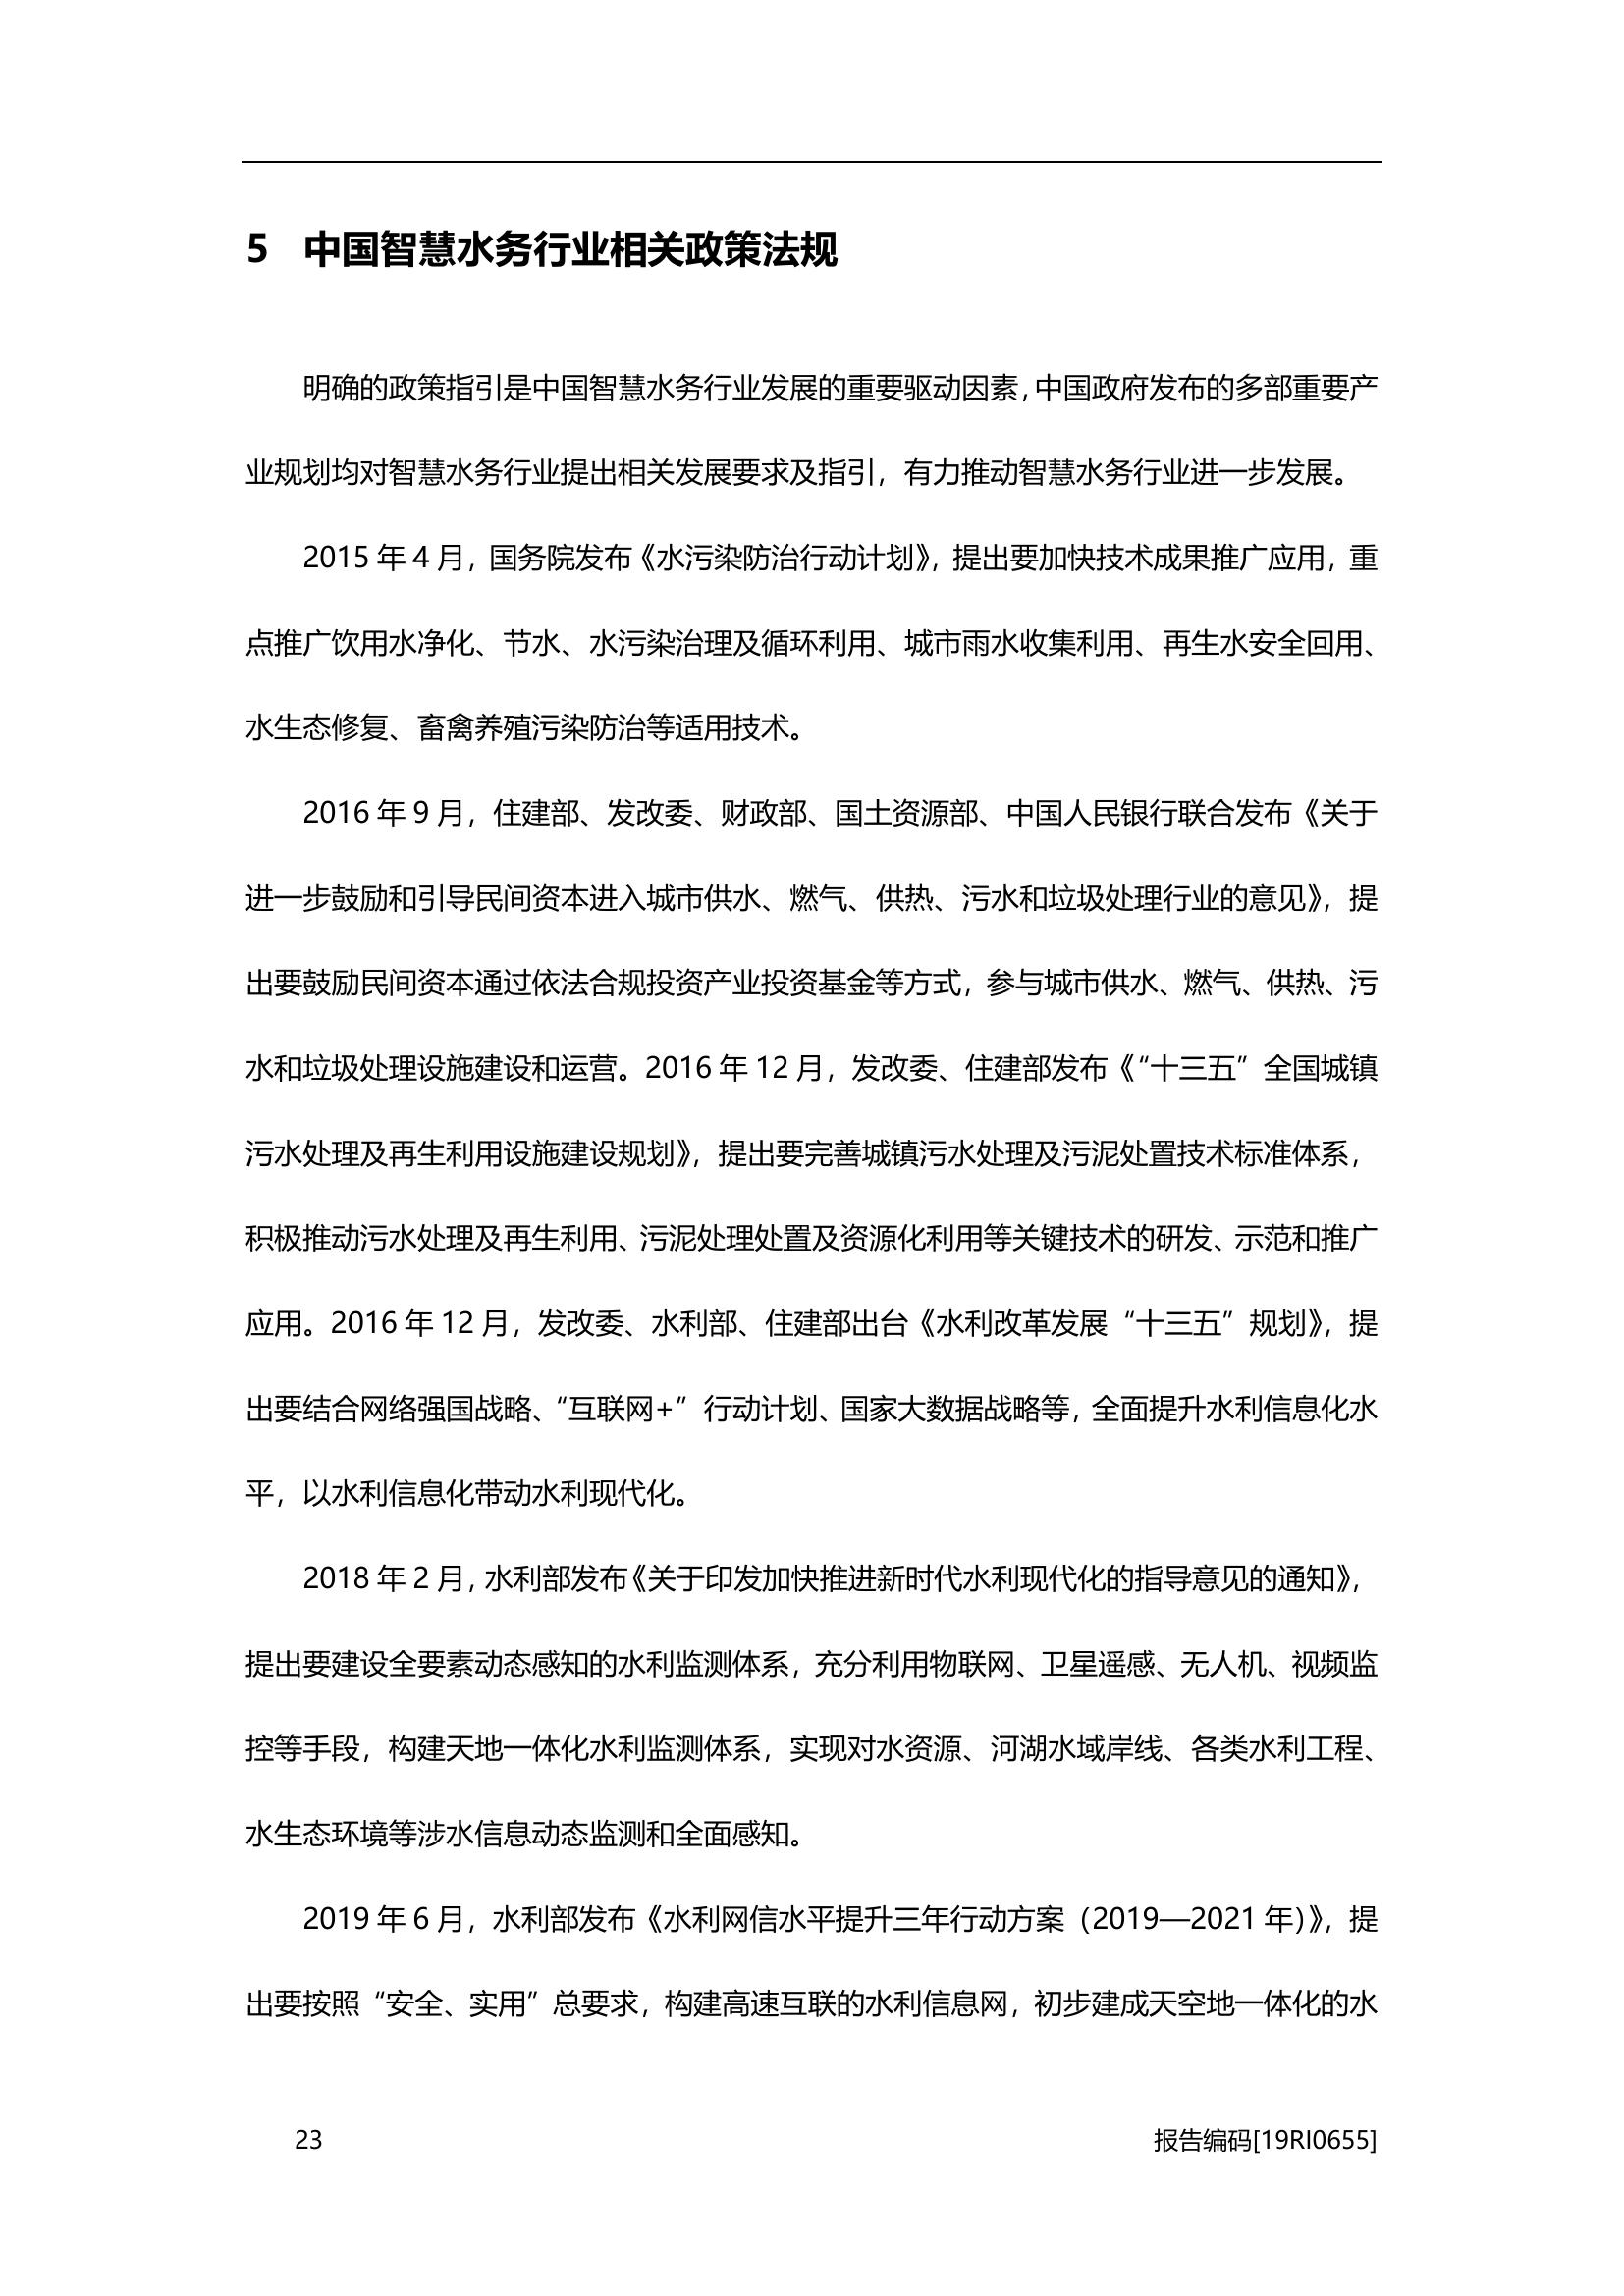 5 中国智慧水务行业相关政策法规
明确的政策指引是中国智慧水务行业发展的重要驱动因素，中国政府发布的多部重要产
业规划均对智慧水务行业提出相关发展要求及指引，有力推动智慧水务行业进一步发展。
2015 年 4 月，国务院发布《水污染防治行动计划》，提出要加快技术成果推广应用，重
点推广饮用水净化、节水、水污染治理及循环利用、城市雨水收集利用、再生水安全回用、
水生态修复、畜禽养殖污染防治等适用技术。
2016 年 9 月，住建部、发改委、财政部、国土资源部、中国人民银行联合发布《关于
进一步鼓励和引导民间资本进入城市供水、燃气、供热、污水和垃圾处理行业的意见》，提
出要鼓励民间资本通过依法合规投资产业投资基金等方式，参与城市供水、燃气、供热、污
水和垃圾处理设施建设和运营。2016 年 12 月，发改委、住建部发布《“十三五”全国城镇
污水处理及再生利用设施建设规划》，提出要完善城镇污水处理及污泥处置技术标准体系，
积极推动污水处理及再生利用、污泥处理处置及资源化利用等关键技术的研发、示范和推广
应用。2016 年 12 月，发改委、水利部、住建部出台《水利改革发展“十三五”规划》，提
出要结合网络强国战略、“互联网+”行动计划、国家大数据战略等，全面提升水利信息化水
平，以水利信息化带动水利现代化。
2018 年 2 月，水利部发布《关于印发加快推进新时代水利现代化的指导意见的通知》，
提出要建设全要素动态感知的水利监测体系，充分利用物联网、卫星遥感、无人机、视频监
控等手段，构建天地一体化水利监测体系，实现对水资源、河湖水域岸线、各类水利工程、
水生态环境等涉水信息动态监测和全面感知。
2019 年 6 月，水利部发布《水利网信水平提升三年行动方案（2019—2021 年）》，提
出要按照“安全、实用”总要求，构建高速互联的水利信息网，初步建成天空地一体化的水
23 报告编码[19RI0655]